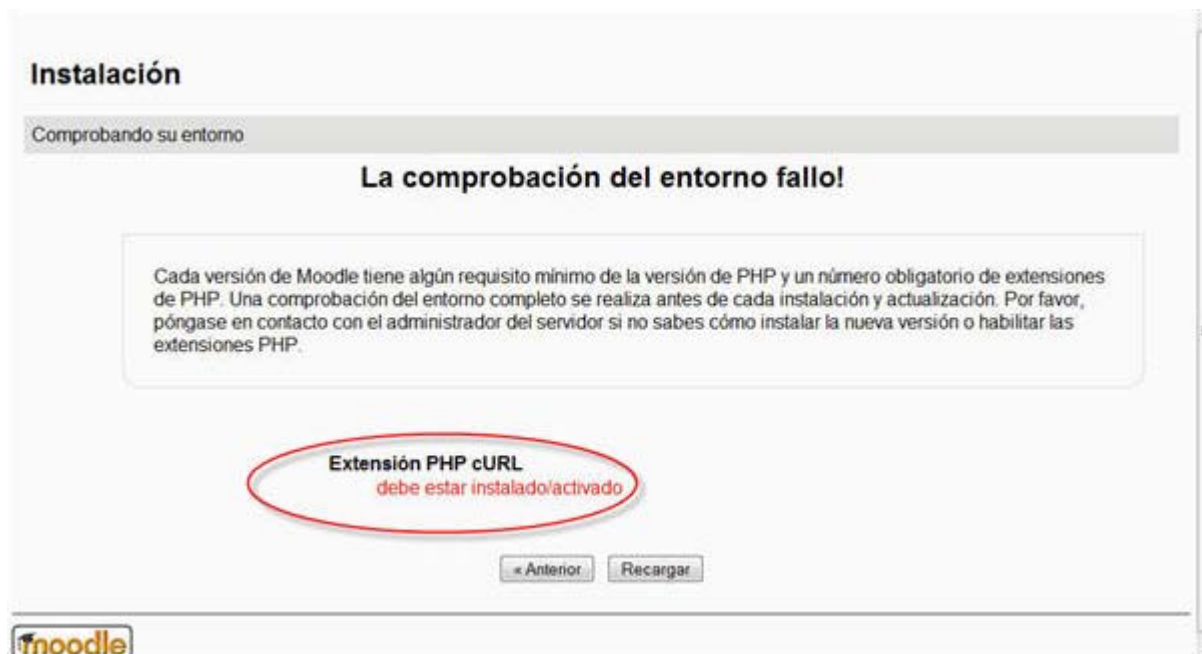 Instalación
Comprobando su entorno
La comprobación del entorno fallo!
Cada versión de Moodle tiene algún requisito mínimo de la versión de PHP y un número obligatorio de extensiones
de PHP. Una comprobación del entorno completo se realiza antes de cada instalación y actualización. Por favor,
póngase en contacto con el administrador del servidor si no sabes cómo instalar la nueva versión o habilitar las
extensiones PHP.
Extensión PHP cURL
debe estar instalado/activado
« Anterior
Recargar
moodle